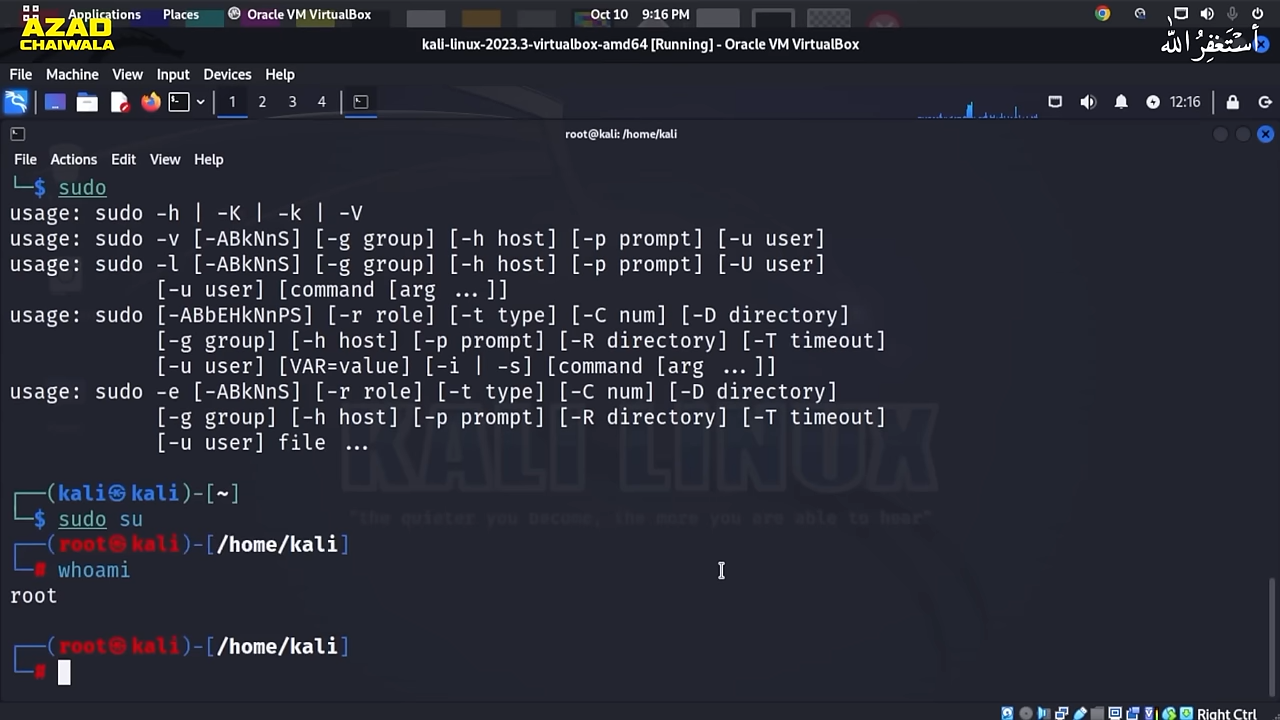 Applications Places Oracle VM VirtualBox Oct 10 9:16 PM
AZAD
CHAIWALA
أستغفر الله
kali-linux-2023.3-virtualbox-amd64 [Running] - Oracle VM VirtualBox
File Machine View Input Devices Help
1 2 3 4 12:16
root@kali: /home/kali
File Actions Edit View Help
└─$ sudo
usage: sudo -h | -K | -k | -V
usage: sudo -v [-ABkNnS] [-g group] [-h host] [-p prompt] [-u user]
usage: sudo -l [-ABkNnS] [-g group] [-h host] [-p prompt] [-U user]
[-u user] [command [arg ...]]
usage: sudo [-ABbEHkNnPS] [-r role] [-t type] [-C num] [-D directory]
[-g group] [-h host] [-p prompt] [-R directory] [-T timeout]
[-u user] [VAR=value] [-i | -s] [command [arg ...]]
usage: sudo -e [-ABkNnS] [-r role] [-t type] [-C num] [-D directory]
[-g group] [-h host] [-p prompt] [-R directory] [-T timeout]
[-u user] file ...
KALI LINUX
┌──(kali㉿kali)-[~]
└─$ sudo su
"the quieter you become, the more you are able to hear"
┌──(root㉿kali)-[/home/kali]
└─# whoami
root
┌──(root㉿kali)-[/home/kali]
└─#
Right Ctrl